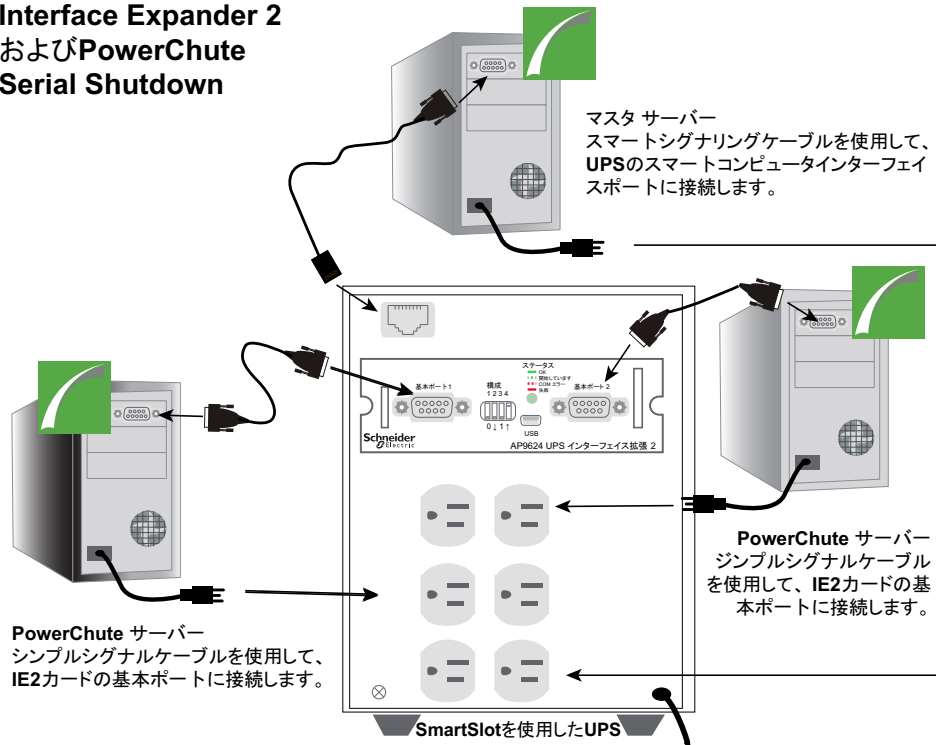 Interface Expander 2
およびPowerChute
Serial Shutdown
マスタ サーバー
スマートシグナリングケーブルを使用して、
UPSのスマートコンピュータインターフェイ
スポートに接続します。
ステータス
OK
開始しています
COM エラー
失敗
基本ポート1
構成
1 2 3 4
0↓1↑
USB
基本ポート 2
Schneider
Electric
AP9624 UPS インターフェイス拡張 2
PowerChute サーバー
ジンプルシグナルケーブル
を使用して、IE2カードの基
本ポートに接続します。
PowerChute サーバー
シンプルシグナルケーブルを使用して、
IE2カードの基本ポートに接続します。
SmartSlotを使用したUPS